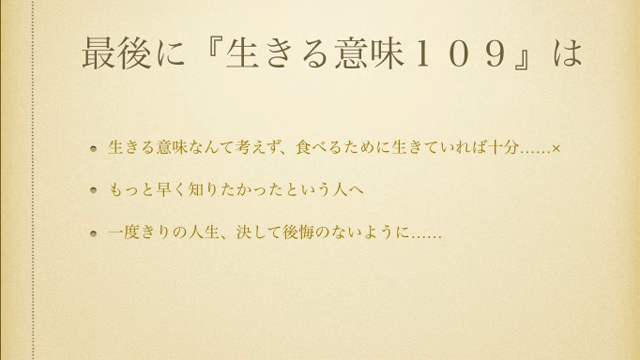 最後に『生きる意味１０９』は
生きる意味なんて考えず、食べるために生きていれば十分……×
もっと早く知りたかったという人へ
一度きりの人生、決して後悔のないように……